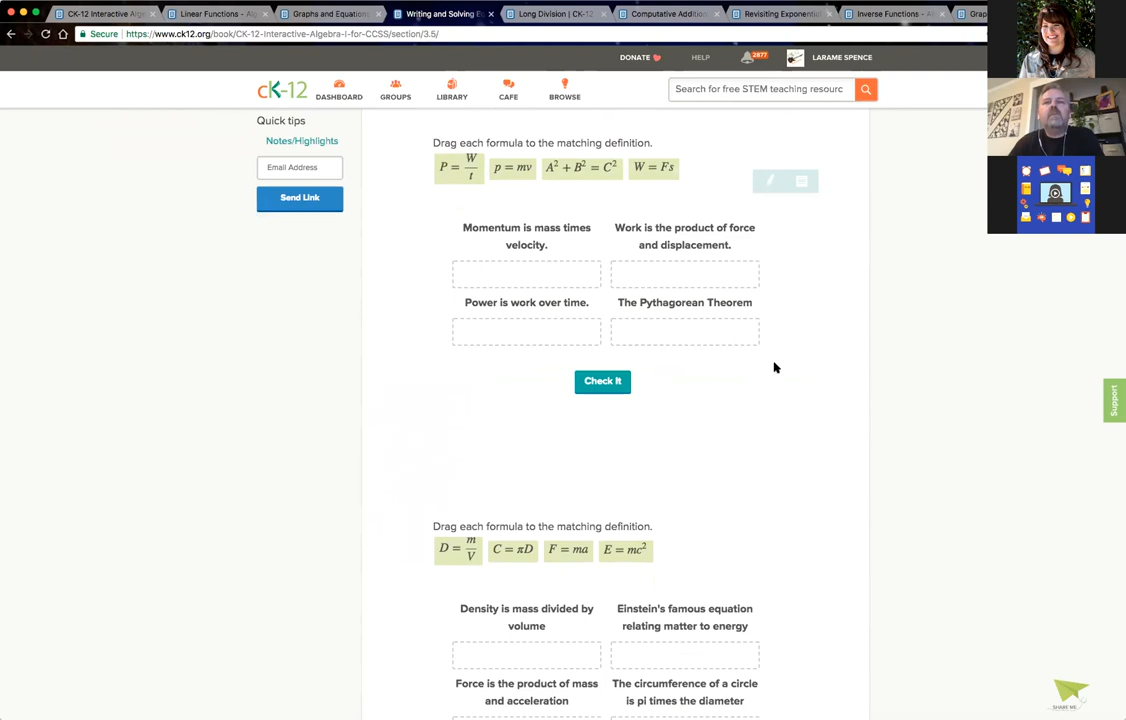 CK-12 Interactive Alge
Linear Functions - Al
Graphs and Equations
Writing and Solving E
Long Division | CK-12
Computative Additio
Revisiting Exponentia
Inverse Functions - Al
Grap
Secure | https://www.ck12.org/book/CK-12-Interactive-Algebra-I-for-CCSS/section/3.5/
DONATE HELP 2877 LARAME SPENCE
cK-12 DASHBOARD GROUPS LIBRARY CAFE BROWSE Search for free STEM teaching resourc
Quick tips
Notes/Highlights
Email Address
Send Link
Drag each formula to the matching definition.
P = W/t p = mv A² + B² = C² W = Fs
Momentum is mass times velocity.
Work is the product of force and displacement.
Power is work over time. The Pythagorean Theorem
Check It
Support
Drag each formula to the matching definition.
D = m/V C = πD F = ma E = mc²
Density is mass divided by volume
Einstein's famous equation relating matter to energy
Force is the product of mass and acceleration
The circumference of a circle is pi times the diameter
SHARE ME